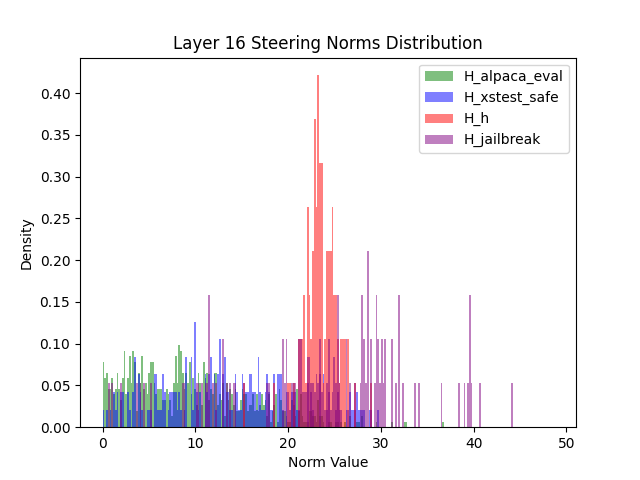 Layer 16 Steering Norms Distribution
H_alpaca_eval
H_xstest_safe
H_h
H_jailbreak
0.40
0.35
0.30
0.25
0.20
0.15
0.10
0.05
0.00
Density
0 10 20 30 40 50
Norm Value